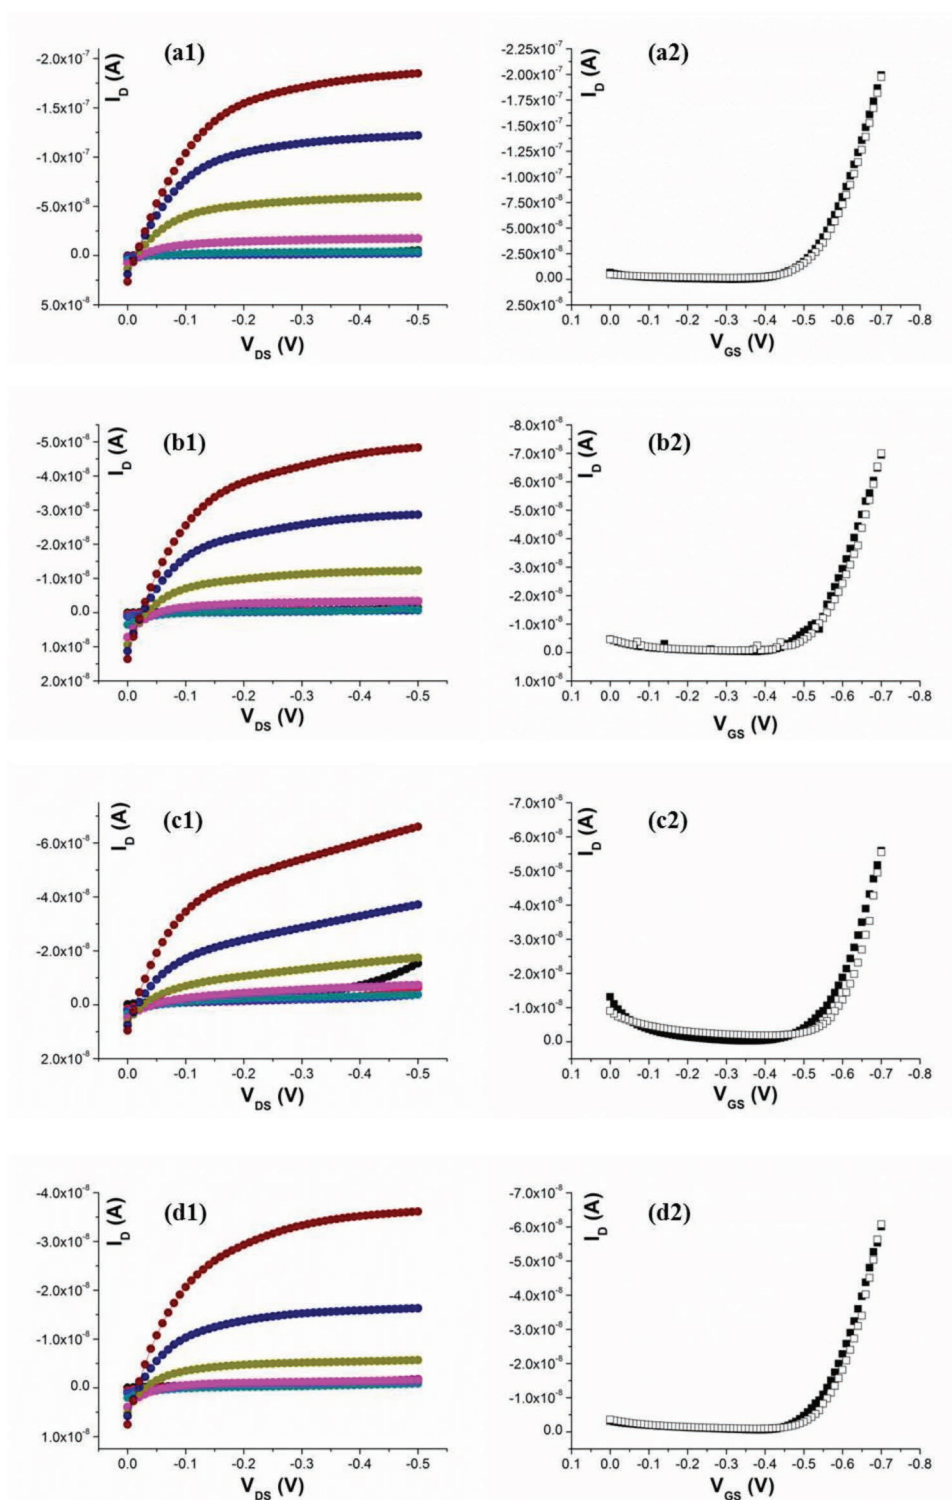 (a1)
I_D (A)
-2.0x10^-7
-1.5x10^-7
-1.0x10^-7
-5.0x10^-8
0.0
5.0x10^-8
0.0 -0.1 -0.2 -0.3 -0.4 -0.5
V_DS (V)
(a2)
I_D (A)
-2.25x10^-7
-2.00x10^-7
-1.75x10^-7
-1.50x10^-7
-1.25x10^-7
-1.00x10^-7
-7.50x10^-8
-5.00x10^-8
-2.50x10^-8
0.00
2.50x10^-8
0.1 0.0 -0.1 -0.2 -0.3 -0.4 -0.5 -0.6 -0.7 -0.8
V_GS (V)
(b1)
I_D (A)
-5.0x10^-8
-4.0x10^-8
-3.0x10^-8
-2.0x10^-8
-1.0x10^-8
0.0
1.0x10^-8
2.0x10^-8
0.0 -0.1 -0.2 -0.3 -0.4 -0.5
V_DS (V)
(b2)
I_D (A)
-8.0x10^-8
-7.0x10^-8
-6.0x10^-8
-5.0x10^-8
-4.0x10^-8
-3.0x10^-8
-2.0x10^-8
-1.0x10^-8
0.0
1.0x10^-8
0.1 0.0 -0.1 -0.2 -0.3 -0.4 -0.5 -0.6 -0.7 -0.8
V_GS (V)
(c1)
I_D (A)
-6.0x10^-8
-4.0x10^-8
-2.0x10^-8
0.0
2.0x10^-8
0.0 -0.1 -0.2 -0.3 -0.4 -0.5
V_DS (V)
(c2)
I_D (A)
-7.0x10^-8
-6.0x10^-8
-5.0x10^-8
-4.0x10^-8
-3.0x10^-8
-2.0x10^-8
-1.0x10^-8
0.0
0.1 0.0 -0.1 -0.2 -0.3 -0.4 -0.5 -0.6 -0.7 -0.8
V_GS (V)
(d1)
I_D (A)
-4.0x10^-8
-3.0x10^-8
-2.0x10^-8
-1.0x10^-8
0.0
1.0x10^-8
0.0 -0.1 -0.2 -0.3 -0.4 -0.5
V_DS (V)
(d2)
I_D (A)
-7.0x10^-8
-6.0x10^-8
-5.0x10^-8
-4.0x10^-8
-3.0x10^-8
-2.0x10^-8
-1.0x10^-8
0.0
0.1 0.0 -0.1 -0.2 -0.3 -0.4 -0.5 -0.6 -0.7 -0.8
V_GS (V)